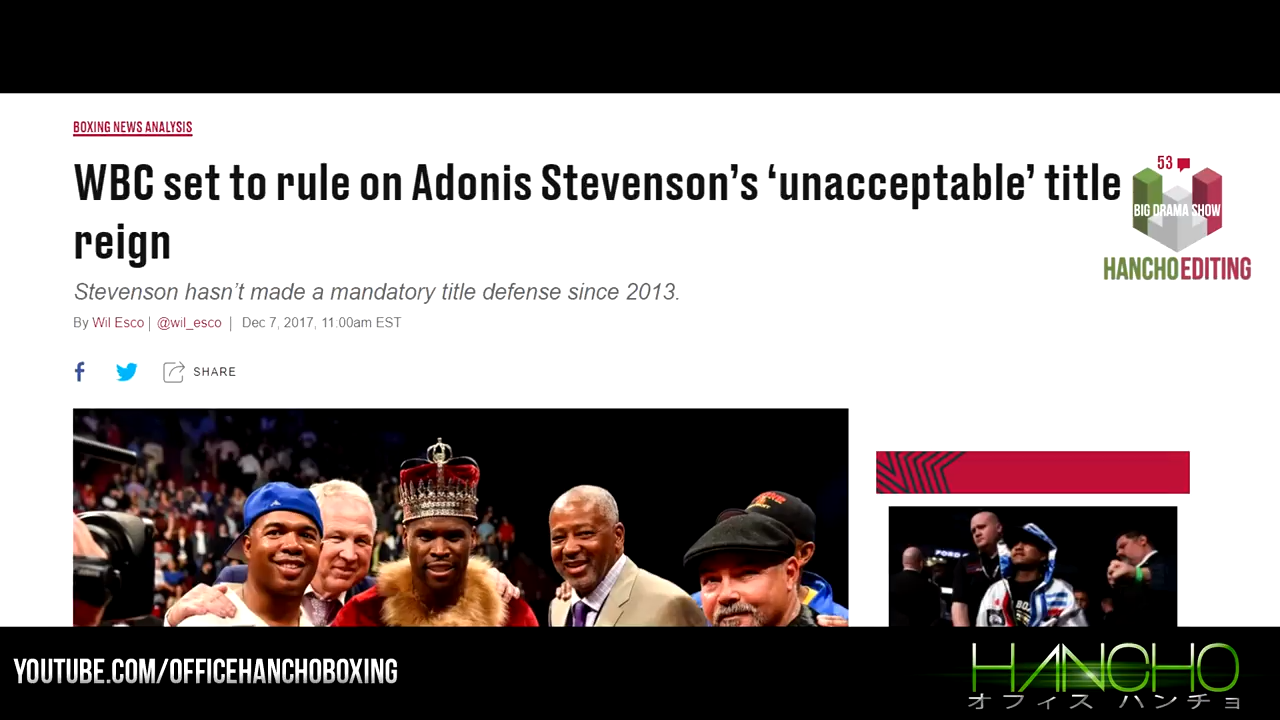 BOXING NEWS ANALYSIS
WBC set to rule on Adonis Stevenson’s ‘unacceptable’ title
reign
53
BIG DRAMA SHOW
HANCHOEDITING
Stevenson hasn’t made a mandatory title defense since 2013.
By Wil Esco | @wil_esco | Dec 7, 2017, 11:00am EST
SHARE
YOUTUBE.COM/OFFICEHANCHOBOXING
HANCHO
オフィス ハンチョ